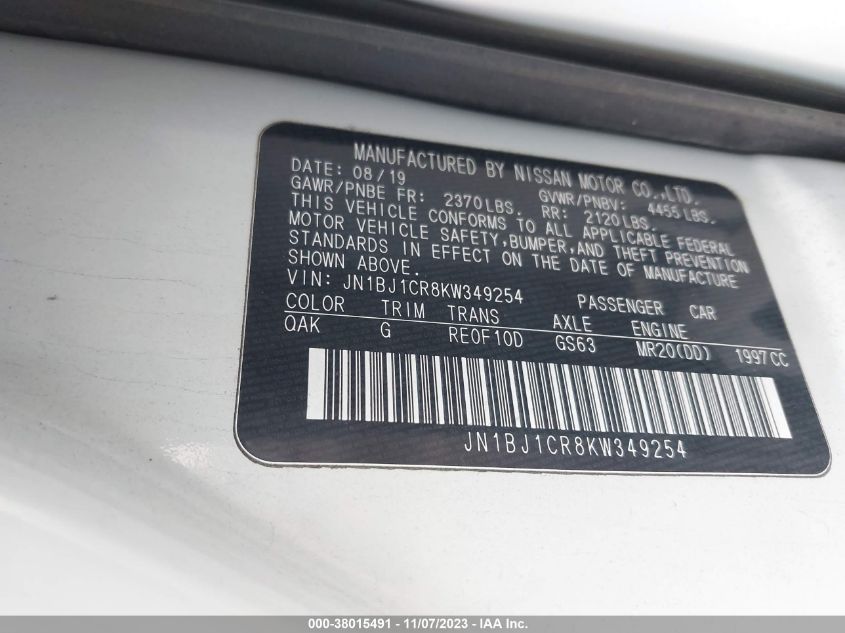 MANUFACTURED BY NISSAN MOTOR CO.,LTD.
DATE: 08/19 GVWR/PNBV: 4455LBS.
GAWR/PNBE FR: 2370LBS. RR: 2120LBS.
THIS VEHICLE CONFORMS TO ALL APPLICABLE FEDERAL
MOTOR VEHICLE SAFETY,BUMPER,AND THEFT PREVENTION
STANDARDS IN EFFECT ON THE DATE OF MANUFACTURE
SHOWN ABOVE.
VIN: JN1BJ1CR8KW349254 PASSENGER CAR
COLOR TRIM TRANS AXLE ENGINE
QAK G RE0F10D GS63 MR20(DD) 1997CC
JN1BJ1CR8KW349254
000-38015491 - 11/07/2023 - IAAI Inc.